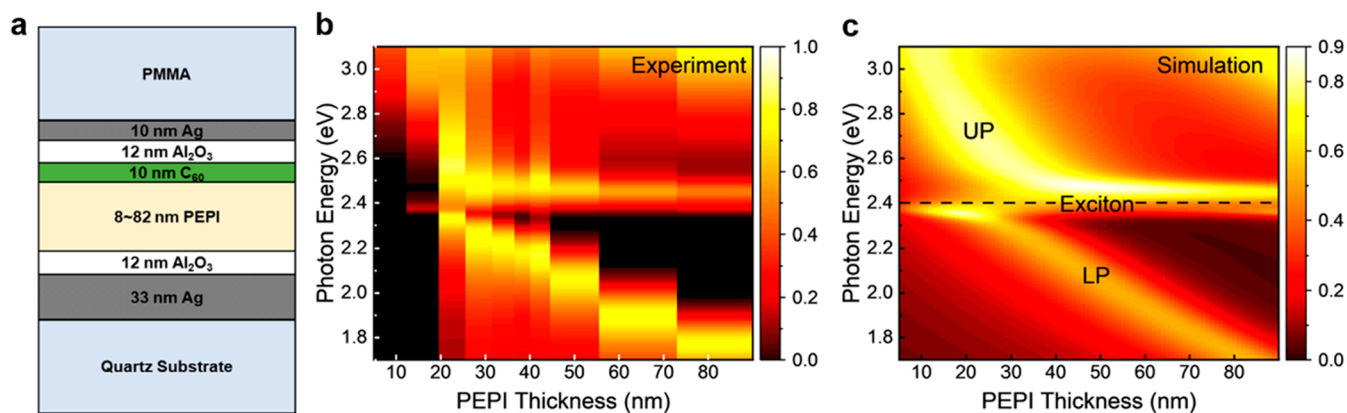 a
PMMA
10 nm Ag
12 nm Al₂O₃
10 nm C₆₀
8~82 nm PEPI
12 nm Al₂O₃
33 nm Ag
Quartz Substrate
b
Experiment
Photon Energy (eV)
3.0
2.8
2.6
2.4
2.2
2.0
1.8
10 20 30 40 50 60 70 80
PEPI Thickness (nm)
1.0
0.8
0.6
0.4
0.2
0.0
c
Simulation
UP
Exciton
LP
Photon Energy (eV)
3.0
2.8
2.6
2.4
2.2
2.0
1.8
10 20 30 40 50 60 70 80
PEPI Thickness (nm)
0.9
0.8
0.6
0.4
0.2
0.0